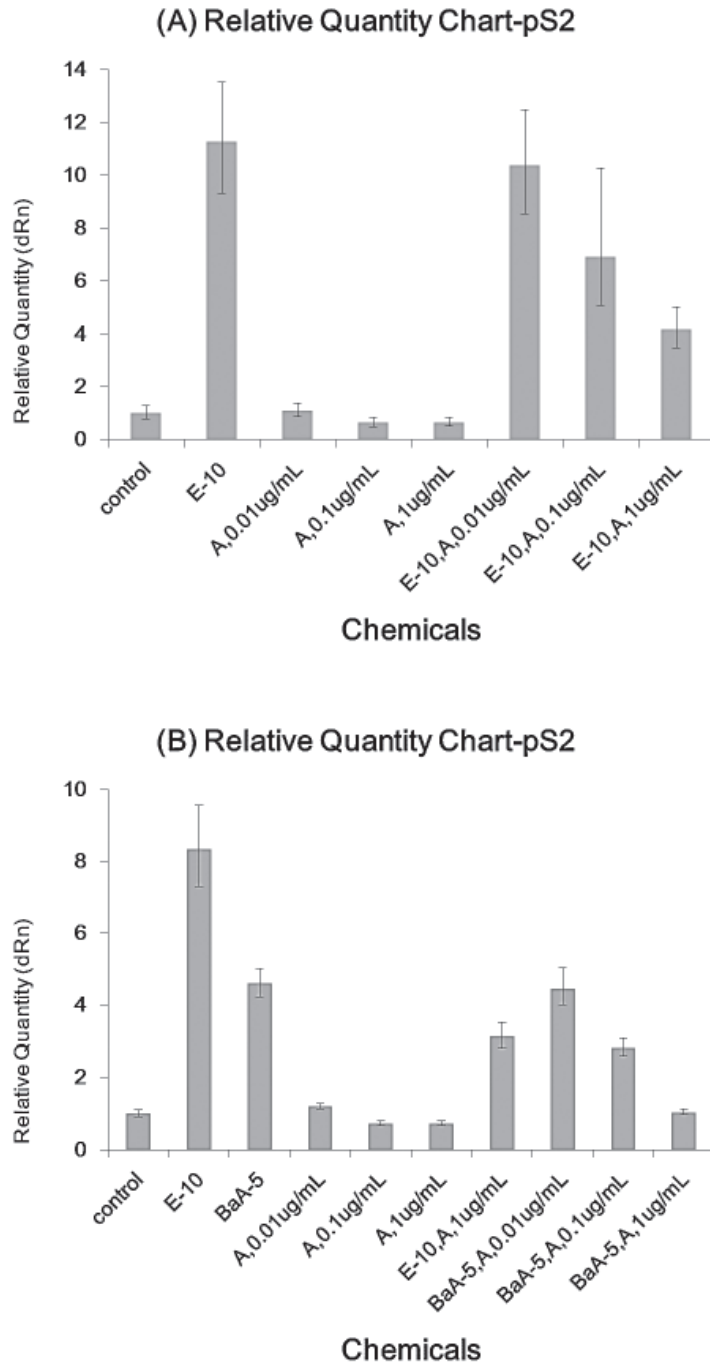 (A) Relative Quantity Chart-pS2
Relative Quantity (dRn)
14
12
10
8
6
4
2
0
control
E-10
A,0.01ug/mL
A,0.1ug/mL
A,1ug/mL
E-10,A,0.01ug/mL
E-10,A,0.1ug/mL
E-10,A,1ug/mL
Chemicals
(B) Relative Quantity Chart-pS2
Relative Quantity (dRn)
10
8
6
4
2
0
control
E-10
BaA-5
A,0.01ug/mL
A,0.1ug/mL
A,1ug/mL
E-10,A,1ug/mL
BaA-5,A,0.01ug/mL
BaA-5,A,0.1ug/mL
BaA-5,A,1ug/mL
Chemicals